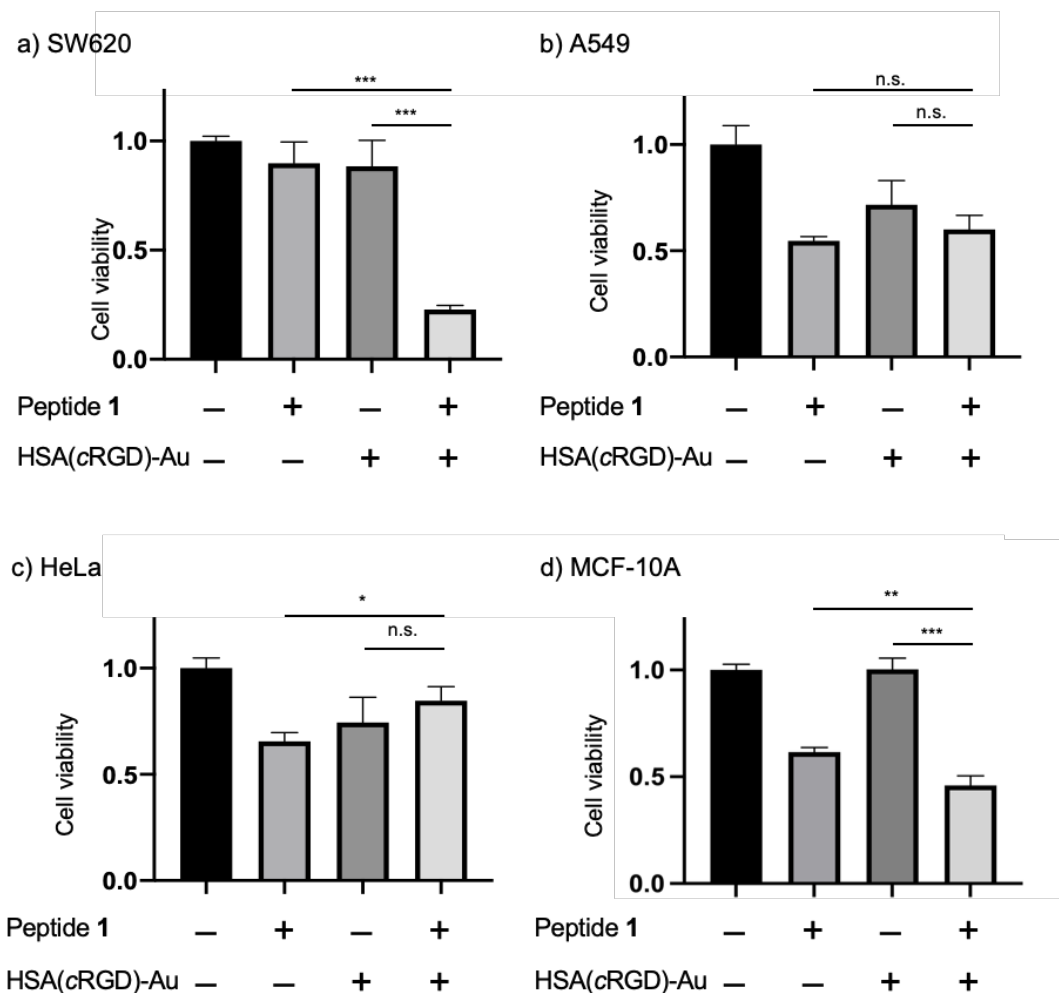 a) SW620
***
***
1.0
0.5
0.0
Cell viability
Peptide 1 – + – +
HSA(cRGD)-Au – – + +
b) A549
n.s.
n.s.
1.0
0.5
0.0
Cell viability
Peptide 1 – + – +
HSA(cRGD)-Au – – + +
c) HeLa
*
n.s.
1.0
0.5
0.0
Cell viability
Peptide 1 – + – +
HSA(cRGD)-Au – – + +
d) MCF-10A
**
***
1.0
0.5
0.0
Cell viability
Peptide 1 – + – +
HSA(cRGD)-Au – – + +